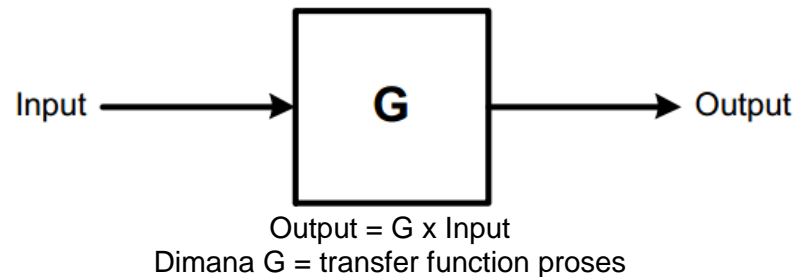 Input
G
Output
Output = G x Input
Dimana G = transfer function proses